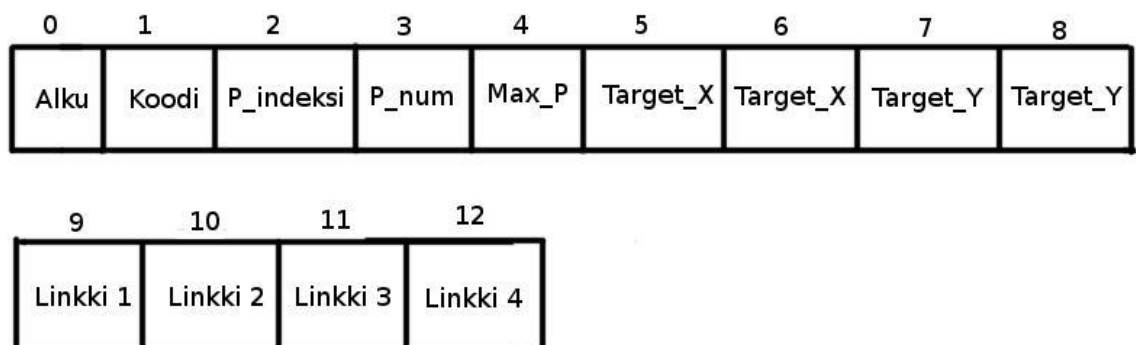 0 1 2 3 4 5 6 7 8
Alku Koodi P_indeksi P_num Max_P Target_X Target_X Target_Y Target_Y
9 10 11 12
Linkki 1 Linkki 2 Linkki 3 Linkki 4